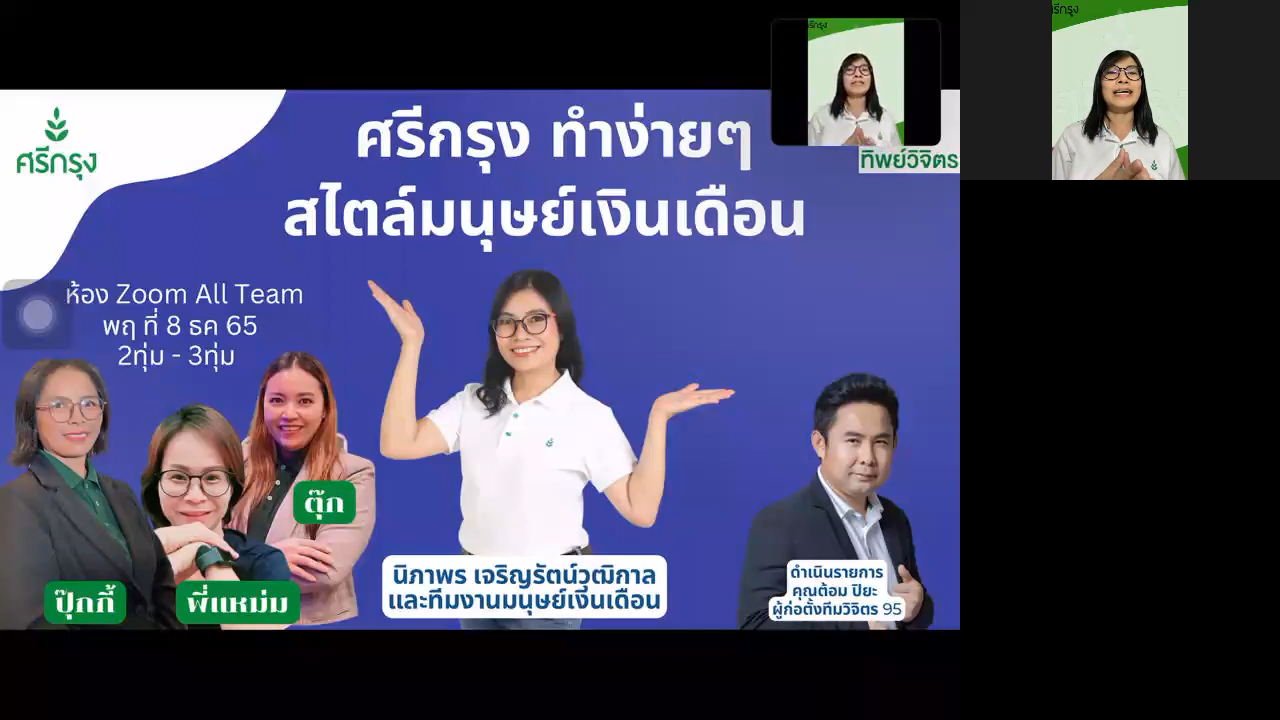 ศรีกรุง
ศรีกรุง ทำง่ายๆ
สไตล์มนุษย์เงินเดือน
ทิพย์วิจิตร
ห้อง Zoom All Team
พฤ ที่ 8 ธค 65
2ทุ่ม - 3ทุ่ม
ตุ๊ก
ปุ๊กกี้
พี่แหม่ม
นิภาพร เจริญรัตน์วุฒิกาล
และทีมงานมนุษย์เงินเดือน
ดำเนินรายการ
คุณต้อม ปิยะ
ผู้ก่อตั้งทีมวิจิตร 95